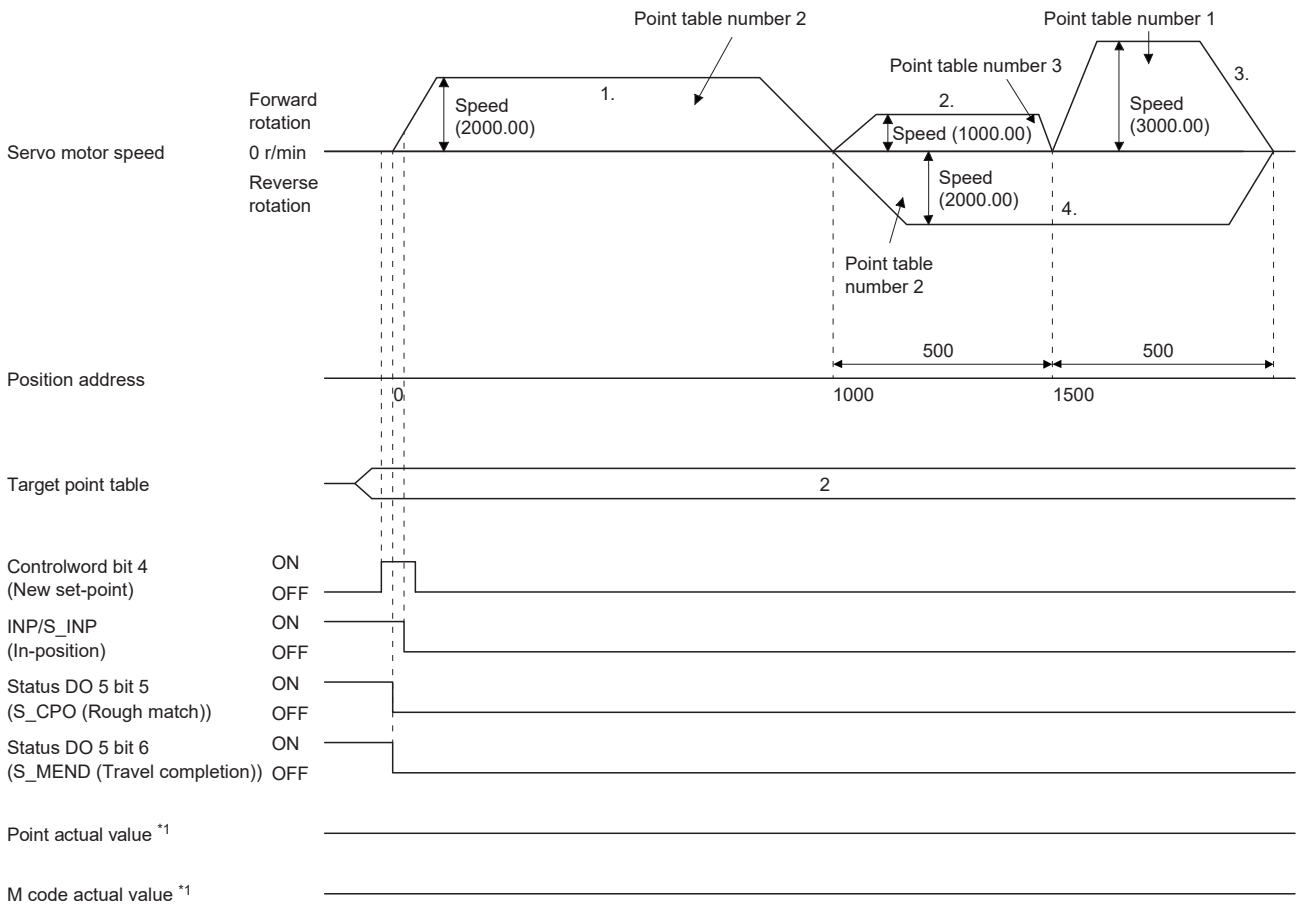 Point table number 2
Point table number 1
Point table number 3
Forward
rotation
1.
2.
3.
Speed
(2000.00)
Speed (1000.00)
Speed
(3000.00)
Servo motor speed
0 r/min
Reverse
rotation
Speed
(2000.00)
4.
Point table
number 2
500
500
Position address
0
1000
1500
Target point table
2
Controlword bit 4
(New set-point)
ON
OFF
INP/S_INP
(In-position)
ON
OFF
Status DO 5 bit 5
(S_CPO (Rough match))
ON
OFF
Status DO 5 bit 6
(S_MEND (Travel completion))
ON
OFF
Point actual value *1
M code actual value *1